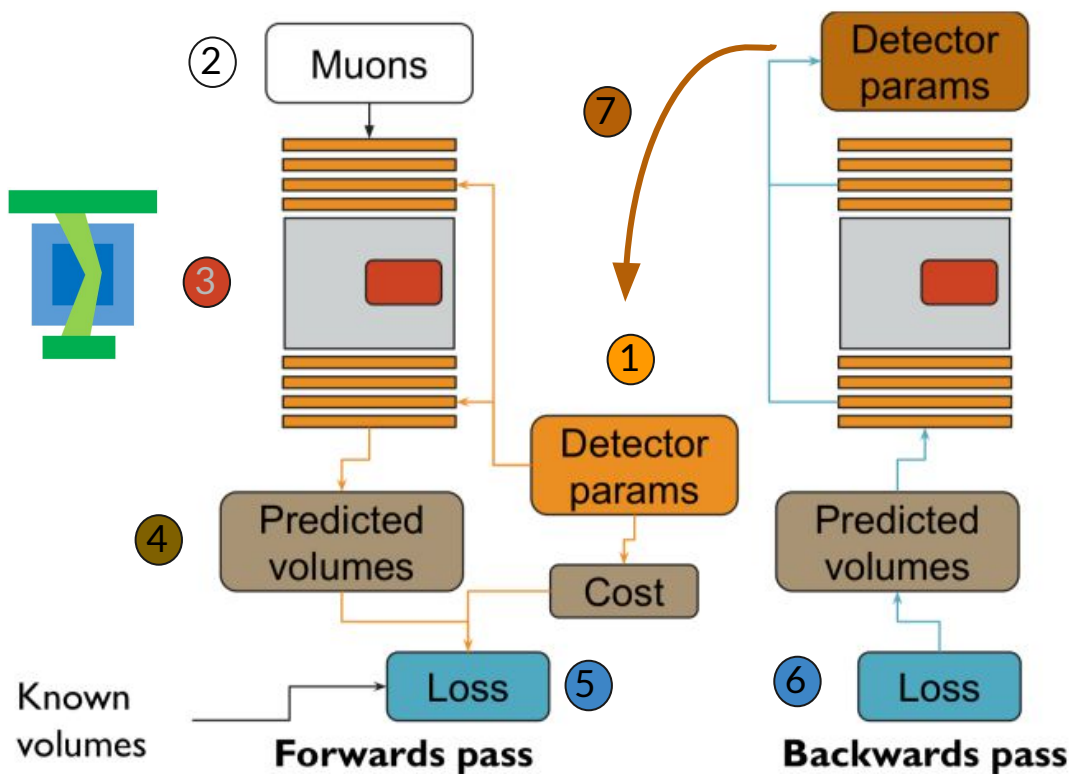 2
Muons
Detector
params
7
3
1
Detector
params
4
Predicted
volumes
Cost
Predicted
volumes
Known
volumes
Loss
5
6
Loss
Forwards pass
Backwards pass